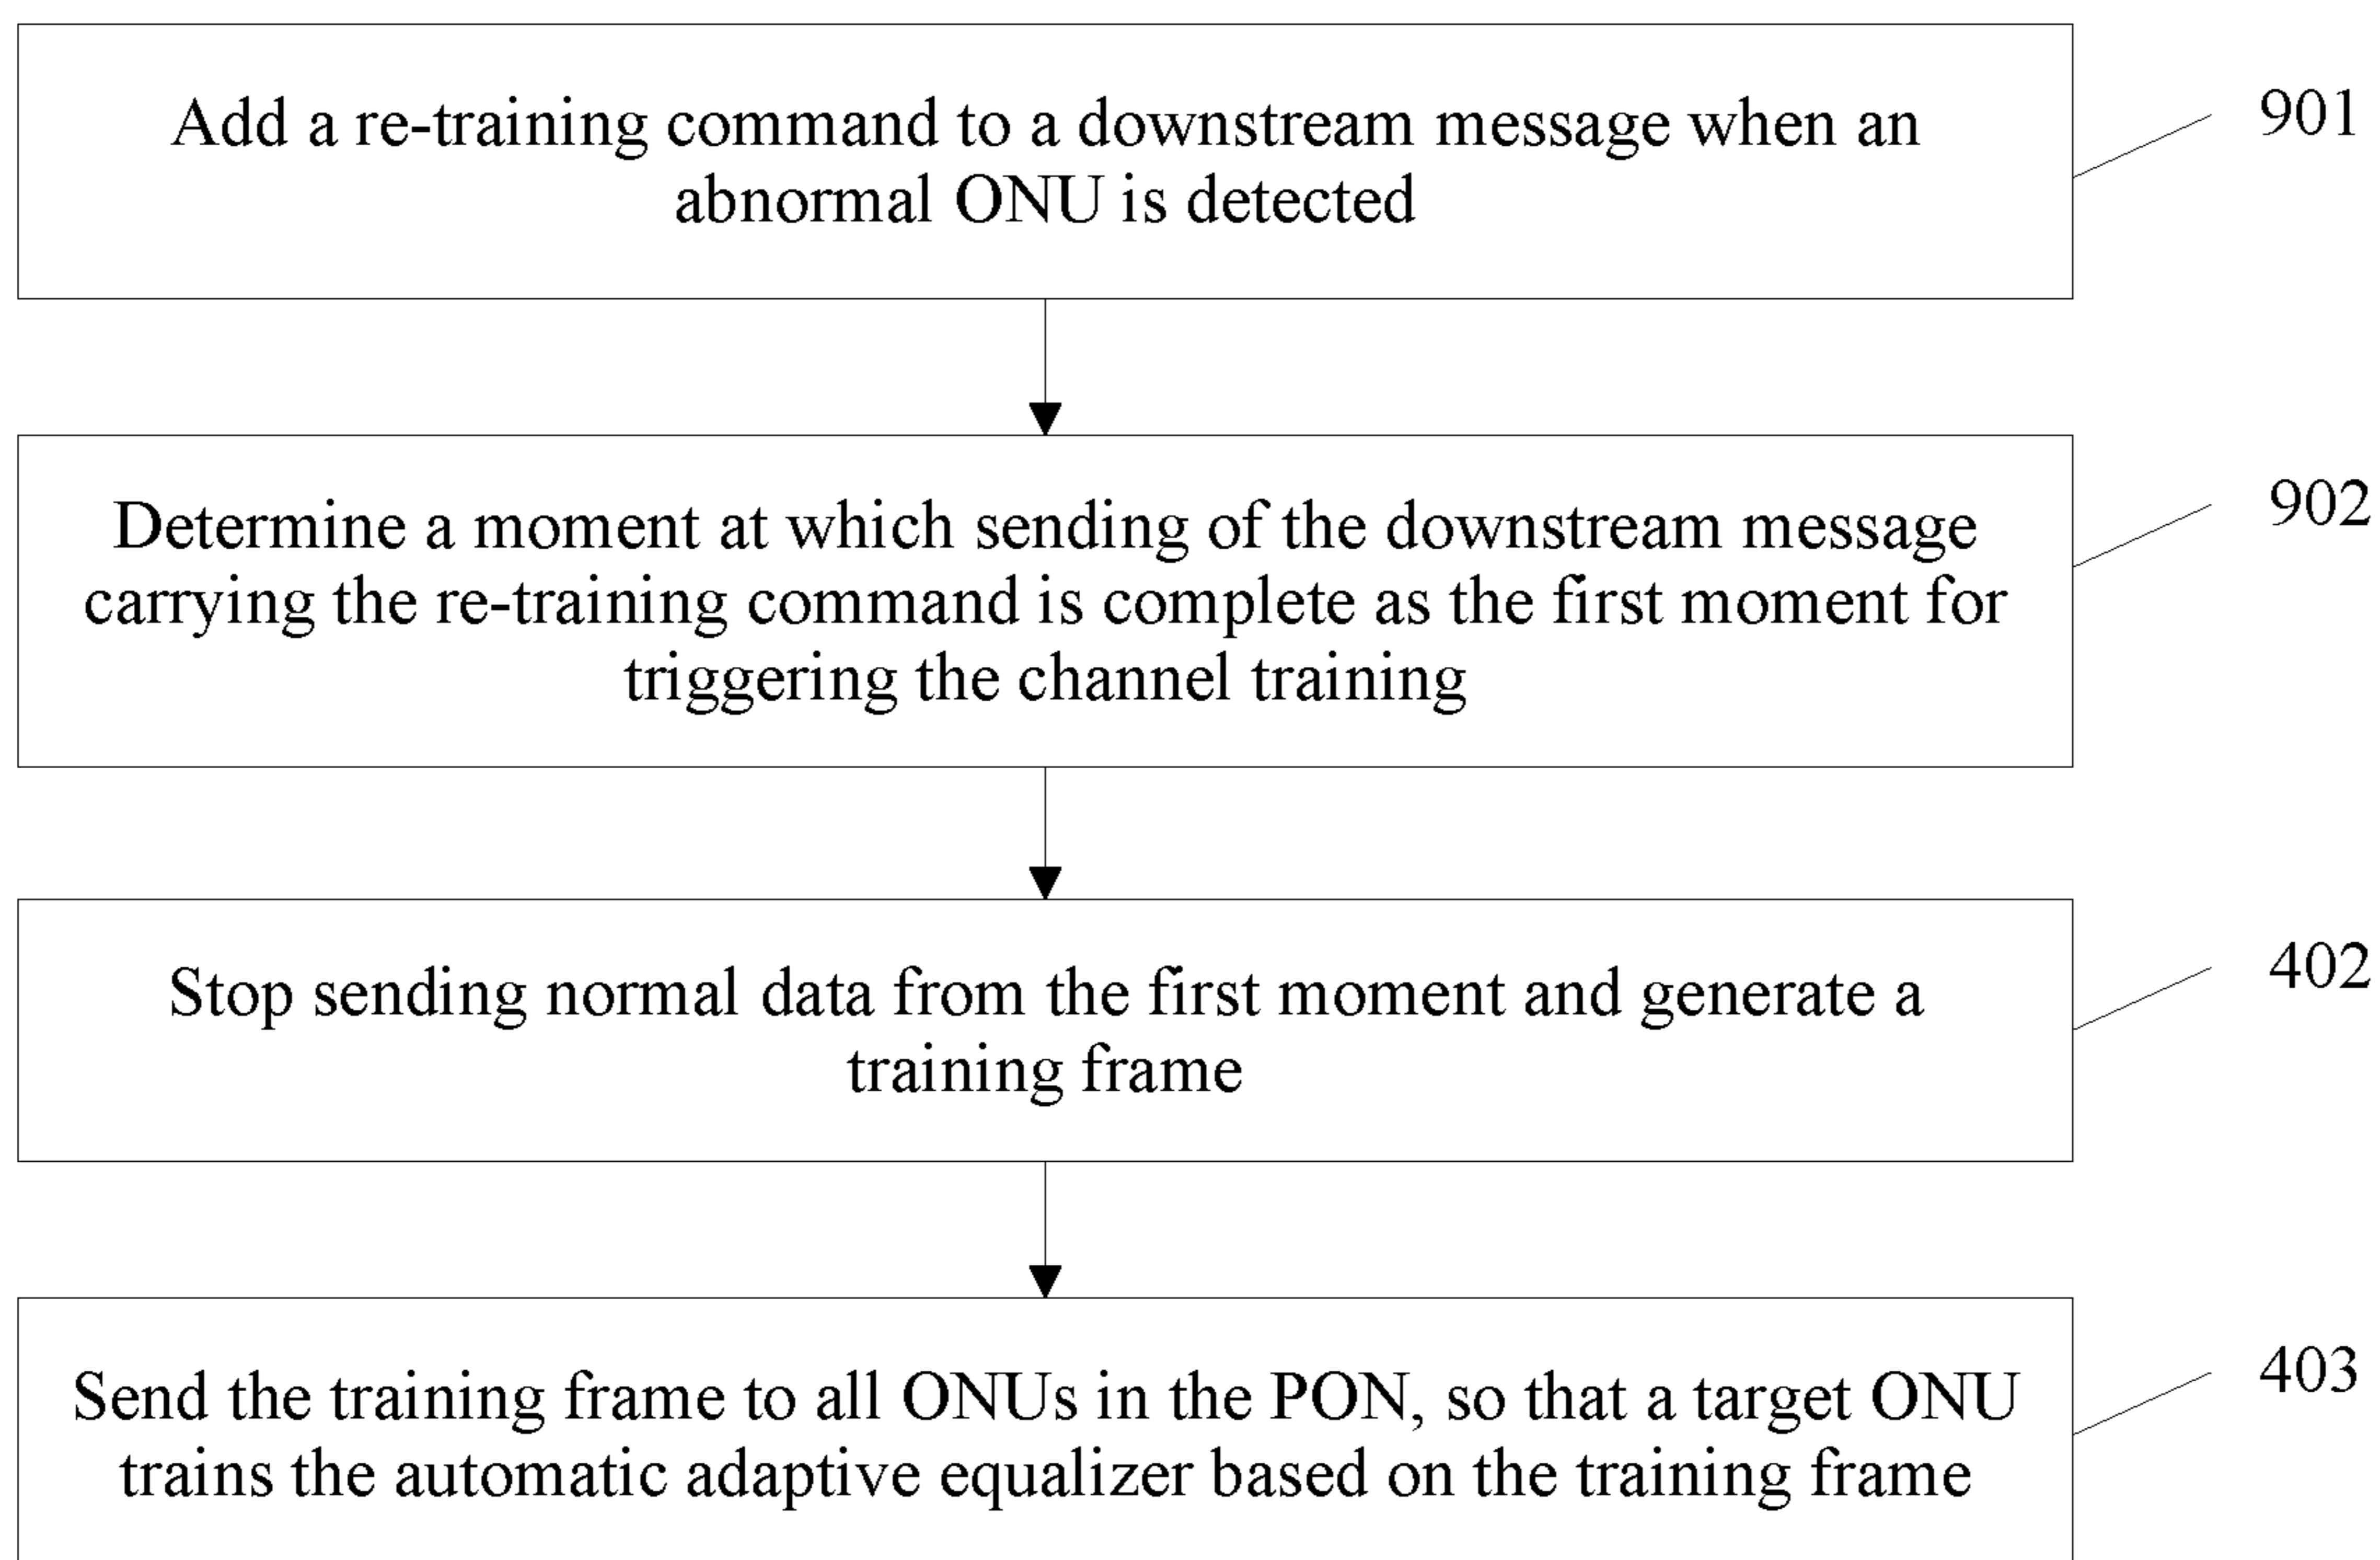 Add a re-training command to a downstream message when an
abnormal ONU is detected
901
Determine a moment at which sending of the downstream message
carrying the re-training command is complete as the first moment for
triggering the channel training
902
Stop sending normal data from the first moment and generate a
training frame
402
Send the training frame to all ONUs in the PON, so that a target ONU
trains the automatic adaptive equalizer based on the training frame
403